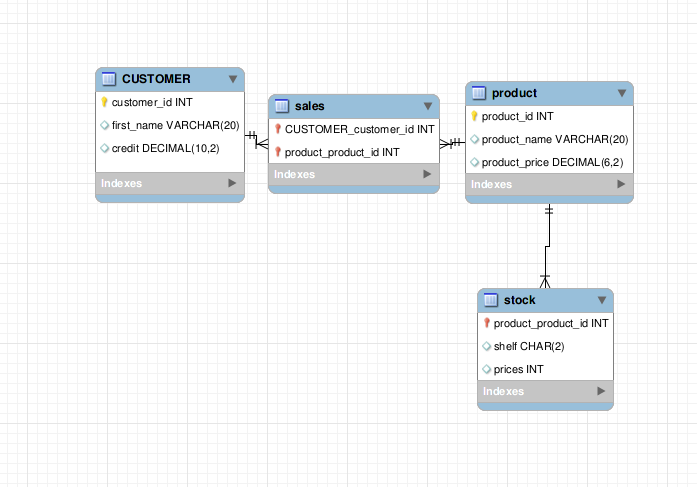 CUSTOMER
customer_id INT
first_name VARCHAR(20)
credit DECIMAL(10,2)
Indexes
sales
CUSTOMER_customer_id INT
product_product_id INT
Indexes
product
product_id INT
product_name VARCHAR(20)
product_price DECIMAL(6,2)
Indexes
stock
product_product_id INT
shelf CHAR(2)
prices INT
Indexes